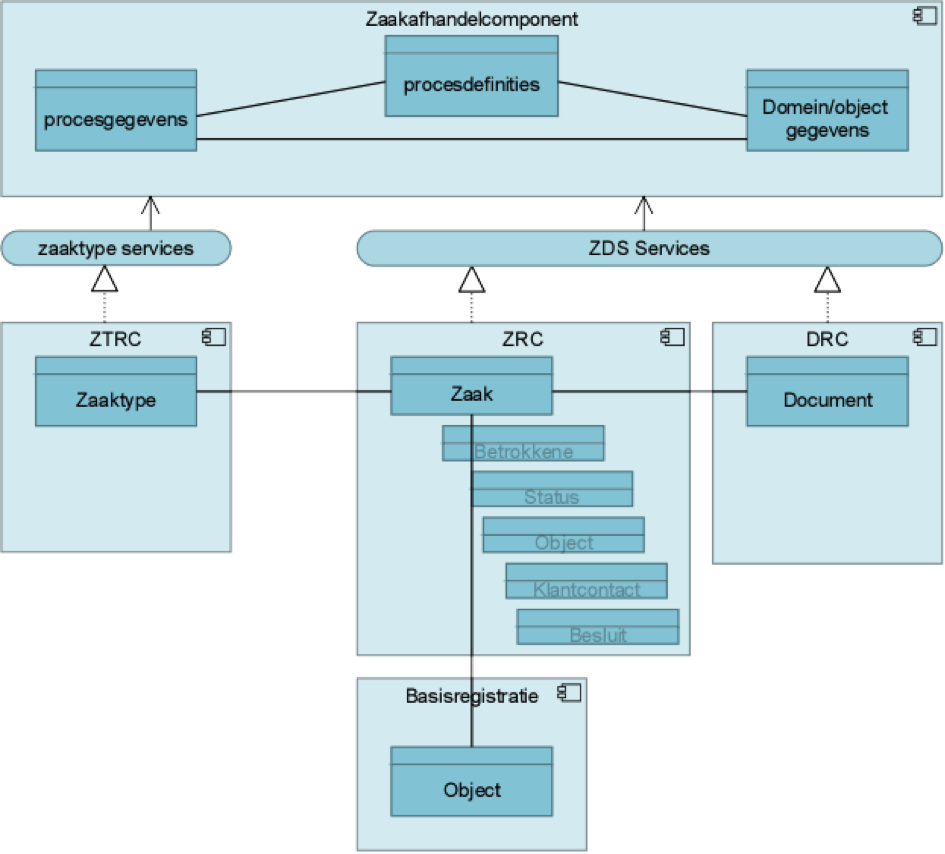 Zaakafhandelcomponent
procesdefinities
procesgegevens
Domein/object
gegevens
zaaktype services
ZDS Services
ZTRC
ZRC
DRC
Zaaktype
Zaak
Document
Betrokkene
Status
Object
Klantcontact
Besluit
Basisregistratie
Object